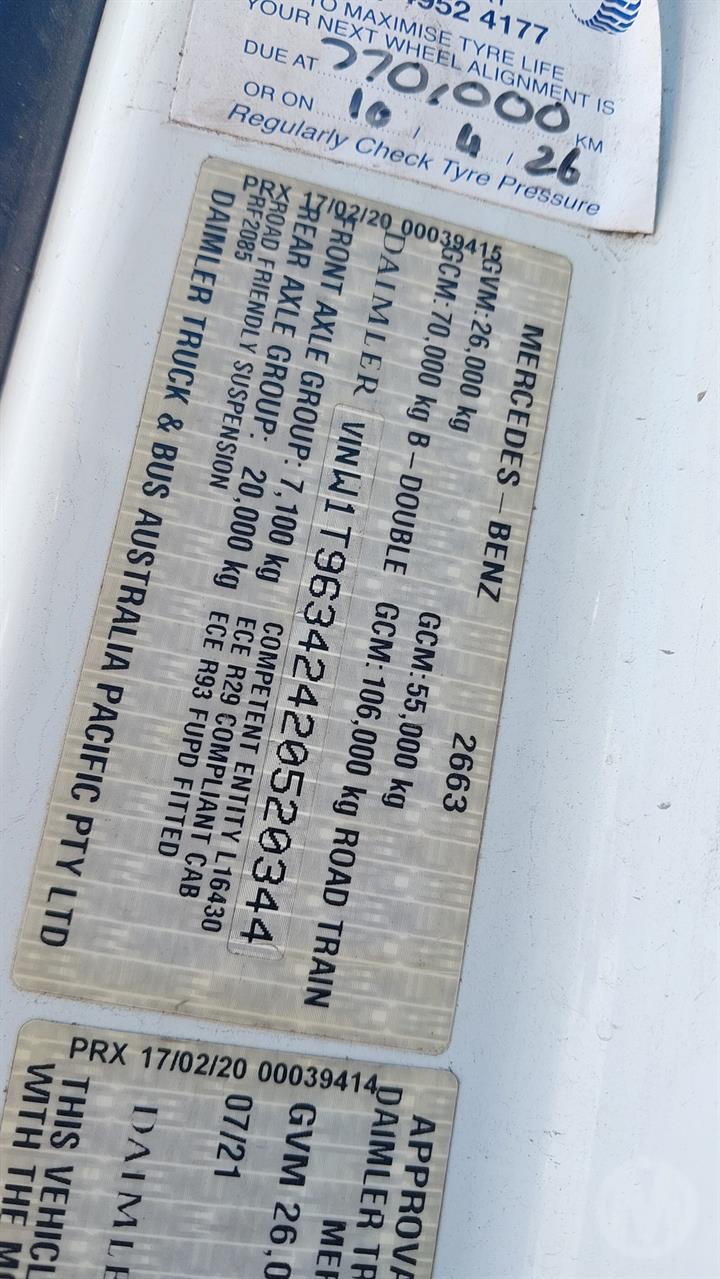 4952 4177
TO MAXIMISE TYRE LIFE
YOUR NEXT WHEEL ALIGNMENT IS
DUE AT 770,000 KM
OR ON 10 / 4 / 26
Regularly Check Tyre Pressure
PRX 17/02/20 00039415
MERCEDES-BENZ 2663
GVM: 26,000 kg GCM: 55,000 kg
GCM: 70,000 kg B-DOUBLE GCM: 106,000 kg ROAD TRAIN
DAIMLER VIN W1T96342420520344
FRONT AXLE GROUP: 7,100 kg COMPETENT ENTITY L16430
REAR AXLE GROUP: 20,000 kg ECE R29 COMPLIANT CAB
ROAD FRIENDLY SUSPENSION ECE R93 FUPD FITTED
RF2085
DAIMLER TRUCK & BUS AUSTRALIA PACIFIC PTY LTD
PRX 17/02/20 00039414
APPROVA
DAIMLER TR
MER
GVM 26,0
07/21
DAIMLE
THIS VEHICL
WITH THE M